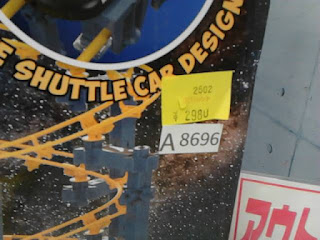 E SHUTTLE CAR DESIGN
2502
¥ 2980
A 8696
アウト